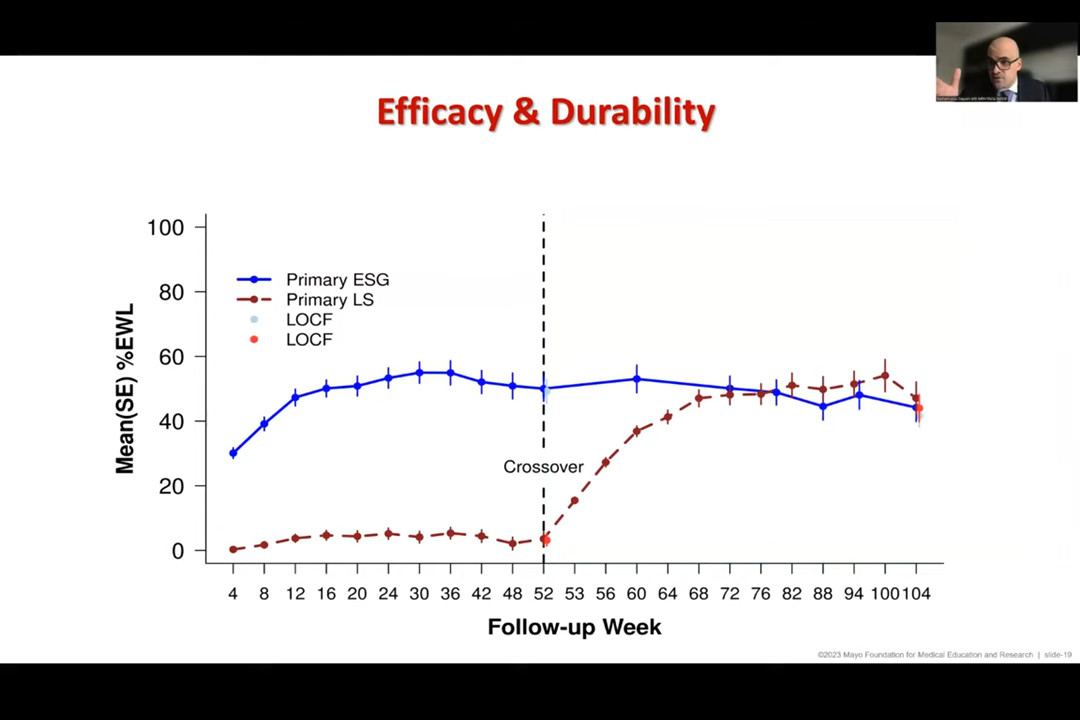 Efficacy & Durability
Mean(SE) %EWL
100
80
60
40
20
0
Primary ESG
Primary LS
LOCF
LOCF
Crossover
4 8 12 16 20 24 30 36 42 48 52 53 56 60 64 68 72 76 82 88 94 100 104
Follow-up Week
©2023 Mayo Foundation for Medical Education and Research | slide-19